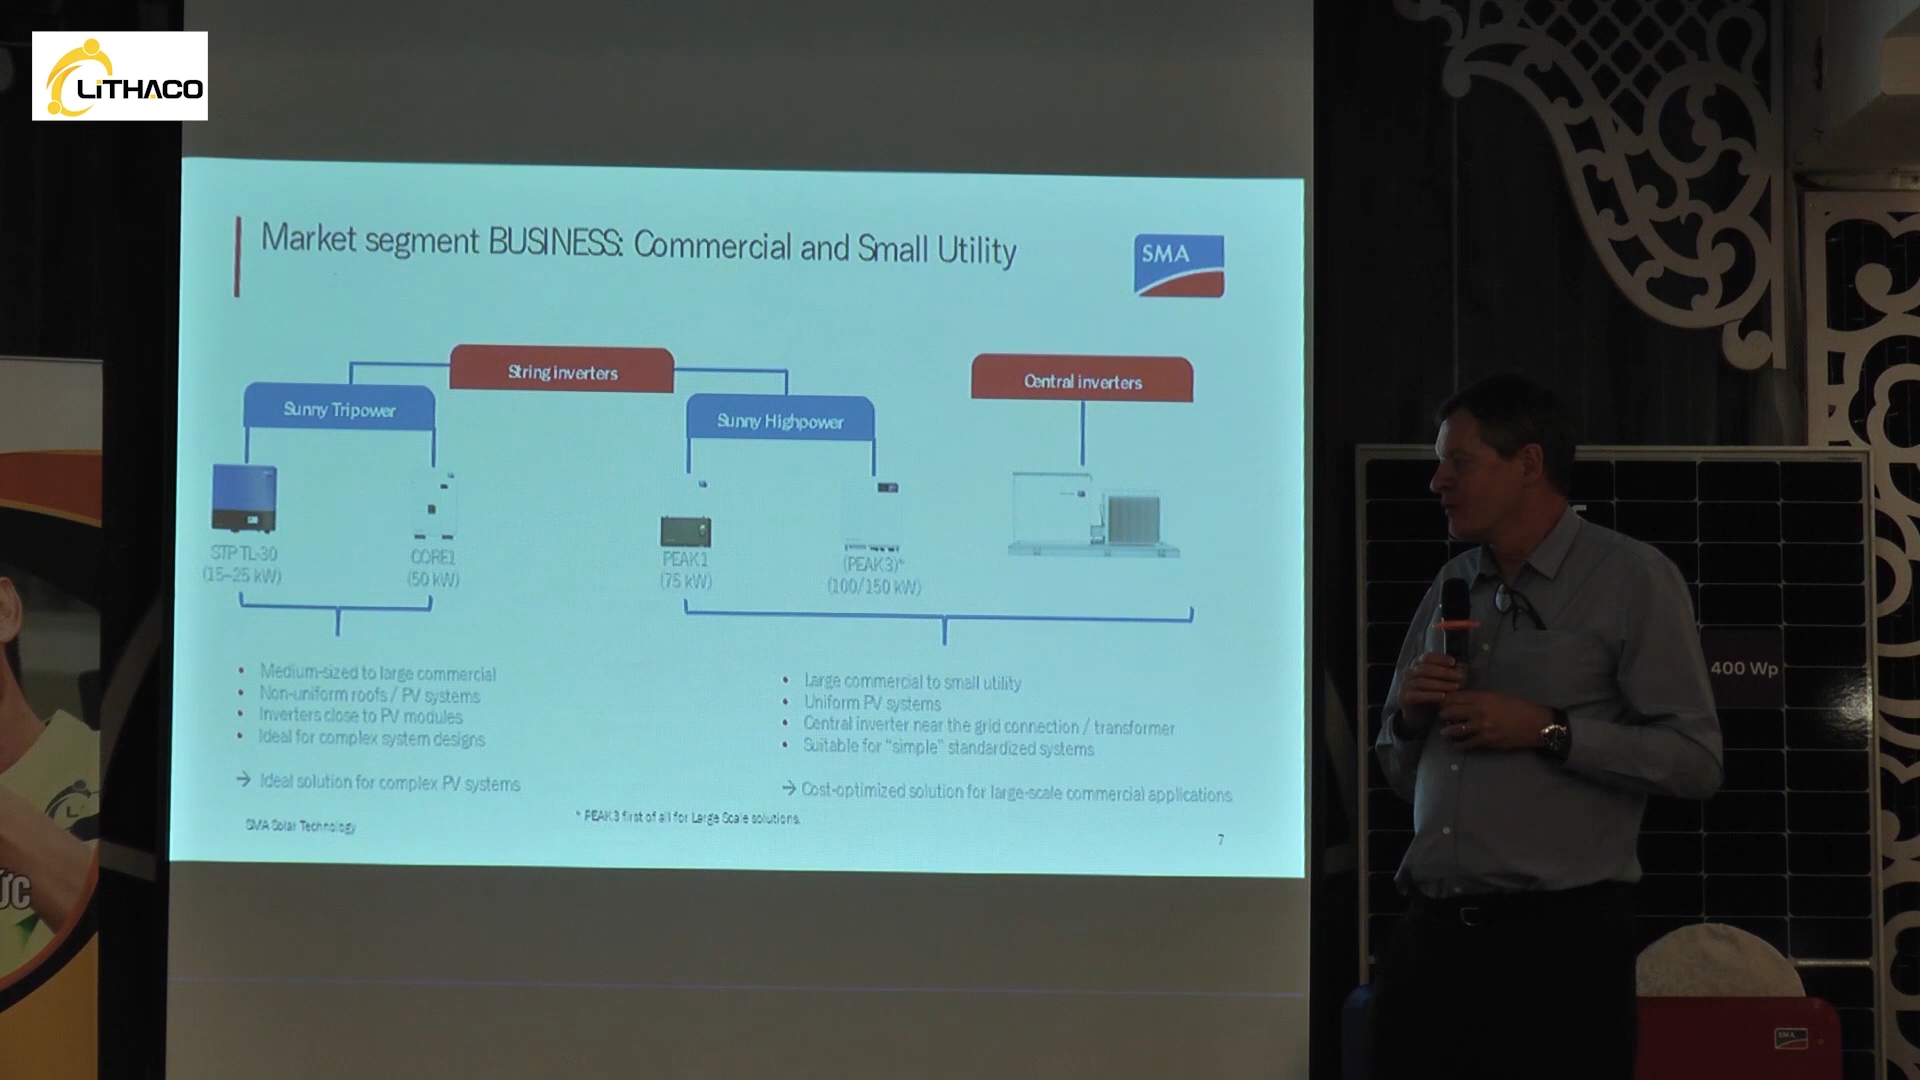 LiTHACO
Market segment BUSINESS: Commercial and Small Utility
SMA
String inverters
Central inverters
Sunny Tripower
Sunny Highpower
STP TL-30
(15-25 kW)
CORE1
(50 kW)
PEAK1
(75 kW)
(PEAK3)*
(100/150 kW)
• Medium-sized to large commercial
• Non-uniform roofs / PV systems
• Inverters close to PV modules
• Ideal for complex system designs
→ Ideal solution for complex PV systems
• Large commercial to small utility
• Uniform PV systems
• Central inverter near the grid connection / transformer
• Suitable for "simple" standardized systems
→ Cost-optimized solution for large-scale commercial applications
* PEAK3 first of all for Large Scale solutions.
SMA Solar Technology
7
400 Wp
SMA